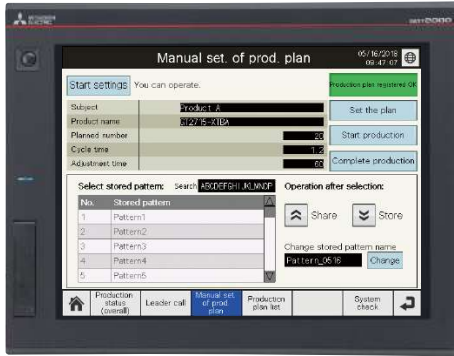 MITSUBISHI
ELECTRIC
GOT2000
Manual set. of prod. plan
05/16/2018
09:47:07
Start settings
You can operate.
Production plan registered OK
Subject
Product A
Product name
GT2715-XTBA
Planned number
20
Cycle time
1.2
Adjustment time
60
Set the plan
Start production
Complete production
Select stored pattern:
Search
ABCDEFGHIJKLMNOP
No.
Stored pattern
1
Pattern1
2
Pattern2
3
Pattern3
4
Pattern4
5
Pattern5
Operation after selection:
Share
Store
Change stored pattern name
Pattern_0516
Change
Production
status
(overall)
Leader call
Manual set.
of prod.
plan
Production
plan list
System
check